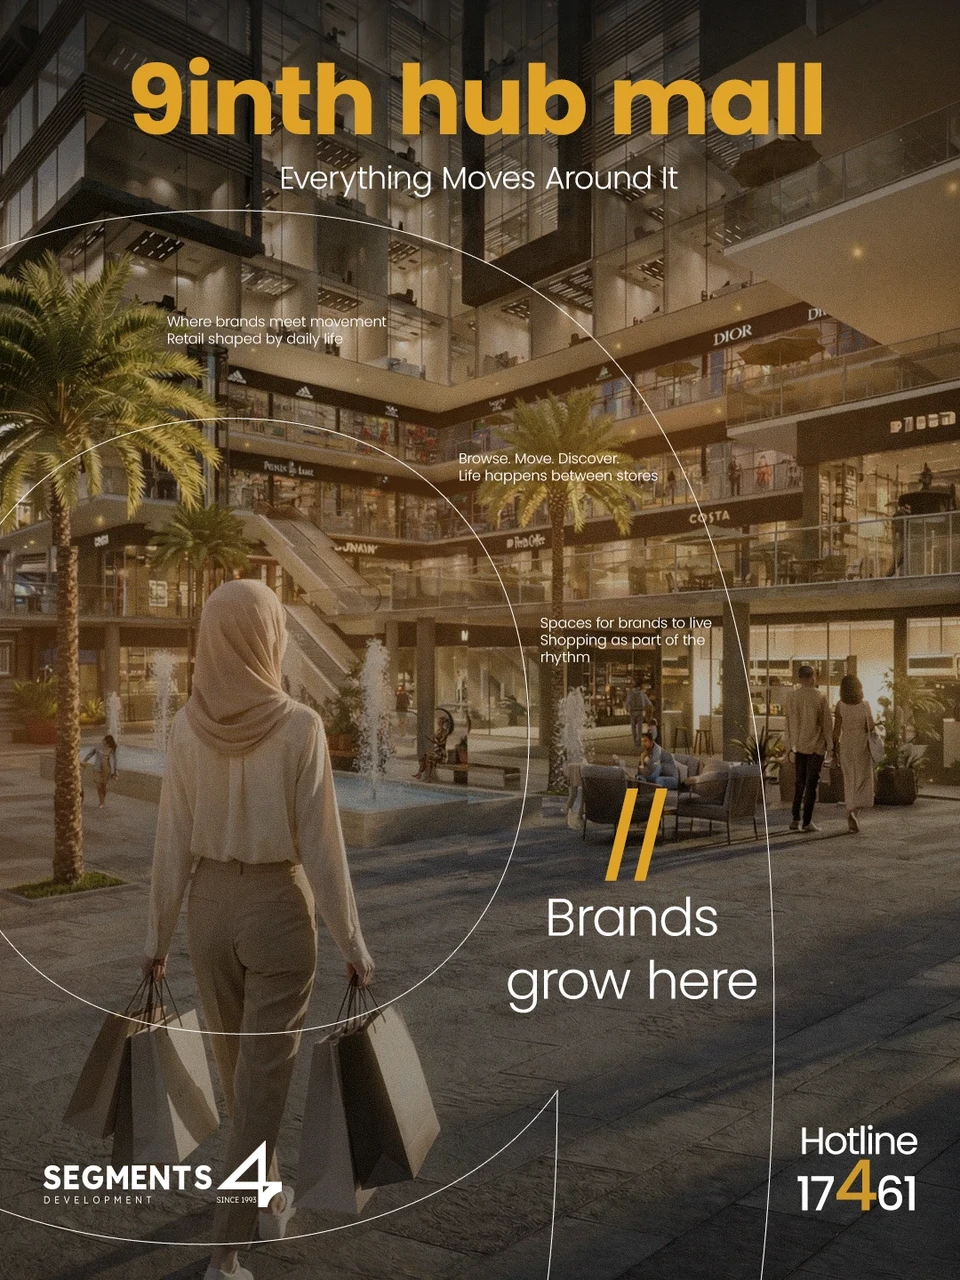 9inth hub mall
Everything Moves Around It
Where brands meet movement
Retail shaped by daily life
DIOR
Browse. Move. Discover.
Life happens between stores
COSTA
Spaces for brands to live
Shopping as part of the
rhythm
//
Brands
grow here
SEGMENTS 4
DEVELOPMENT
SINCE 1993
Hotline
17461